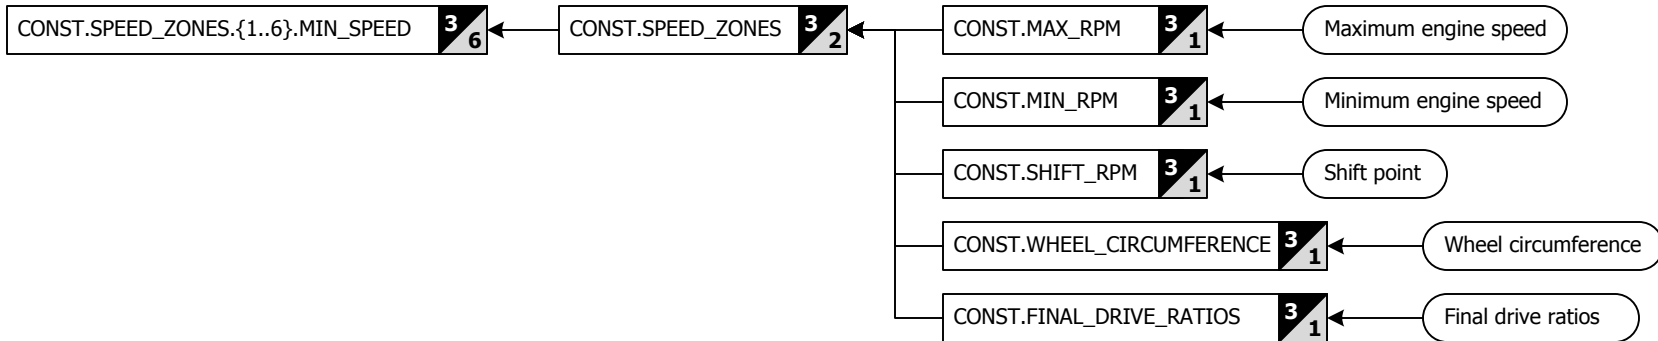 CONST.SPEED_ZONES.{1..6}.MIN_SPEED 3 6 CONST.SPEED_ZONES 3 2 CONST.MAX_RPM 3 1 Maximum engine speed
CONST.MIN_RPM 3 1 Minimum engine speed
CONST.SHIFT_RPM 3 1 Shift point
CONST.WHEEL_CIRCUMFERENCE 3 1 Wheel circumference
CONST.FINAL_DRIVE_RATIOS 3 1 Final drive ratios